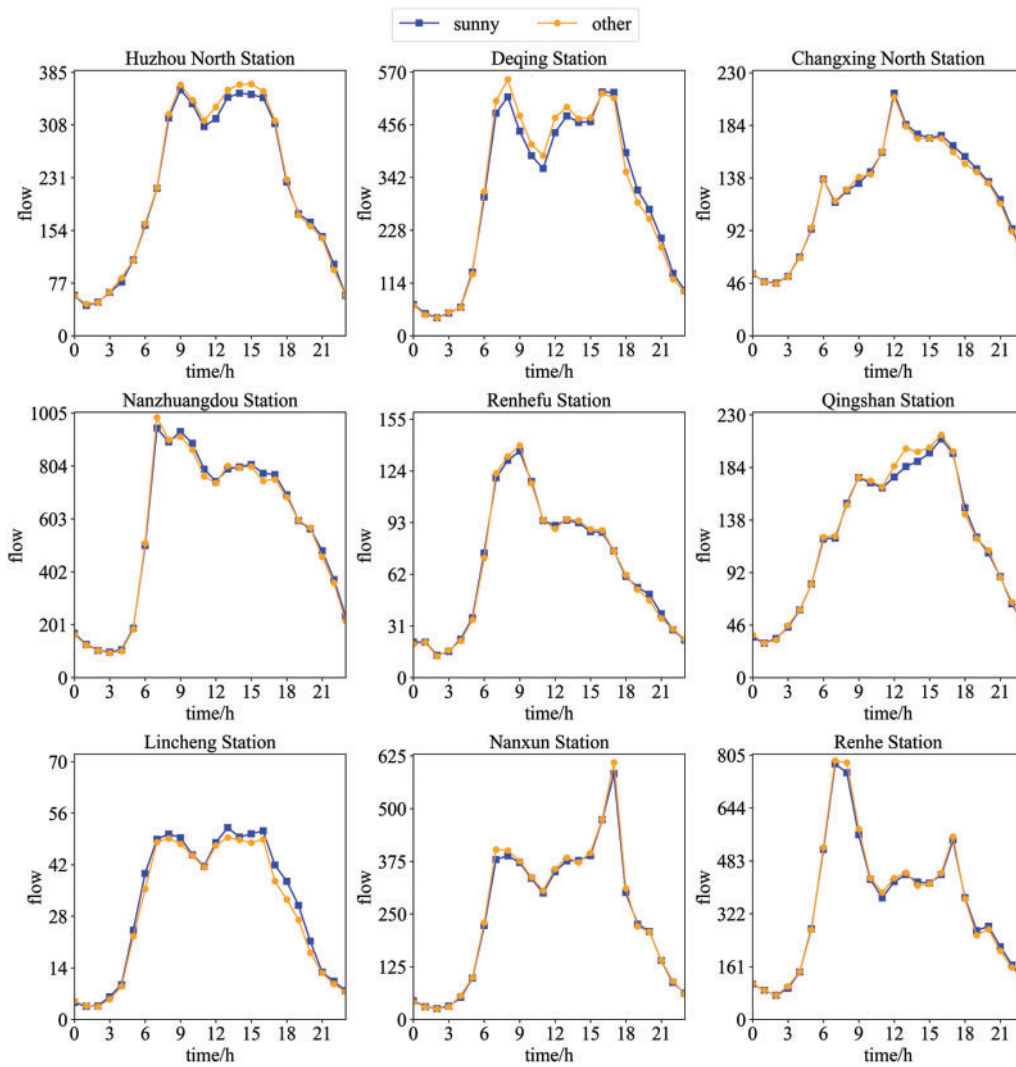 sunny other
Huzhou North Station Deqing Station Changxing North Station
385 570 230
308 456 184
231 342 138
flow flow flow
154 228 92
77 114 46
0 0 0
0 3 6 9 12 15 18 21 0 3 6 9 12 15 18 21 0 3 6 9 12 15 18 21
time/h time/h time/h
Nanzhuangdou Station Renhefu Station Qingshan Station
1005 155 230
804 124 184
603 93 138
flow flow flow
402 62 92
201 31 46
0 0 0
0 3 6 9 12 15 18 21 0 3 6 9 12 15 18 21 0 3 6 9 12 15 18 21
time/h time/h time/h
Lincheng Station Nanxun Station Renhe Station
70 625 805
56 500 644
42 375 483
flow flow flow
28 250 322
14 125 161
0 0 0
0 3 6 9 12 15 18 21 0 3 6 9 12 15 18 21 0 3 6 9 12 15 18 21
time/h time/h time/h